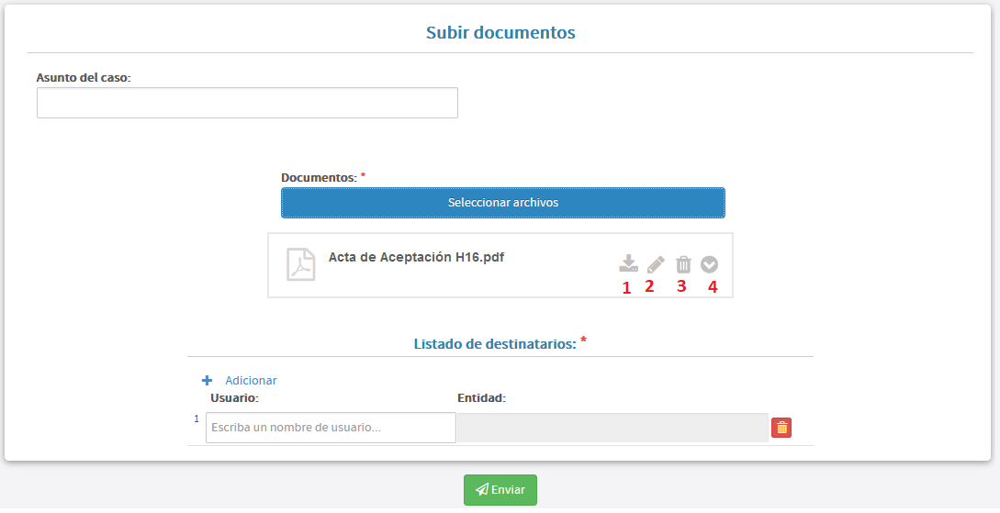 Subir documentos
Asunto del caso:
Documentos: *
Seleccionar archivos
Acta de Aceptación H16.pdf
1 2 3 4
Listado de destinatarios: *
Adicionar
Usuario: Entidad:
1 Escriba un nombre de usuario...
Enviar